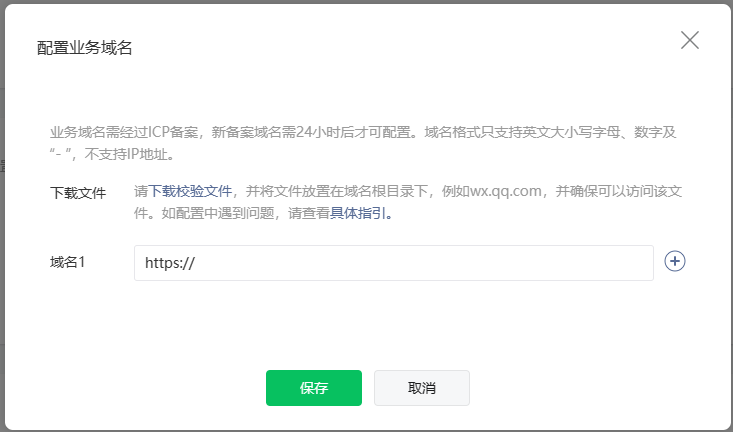 配置业务域名
业务域名需经过ICP备案，新备案域名需24小时后才可配置。域名格式只支持英文大小写字母、数字及
“- ”，不支持IP地址。
下载文件 请下载校验文件，并将文件放置在域名根目录下，例如wx.qq.com，并确保可以访问该文
件。如配置中遇到问题，请查看具体指引。
域名1 https://
保存 取消